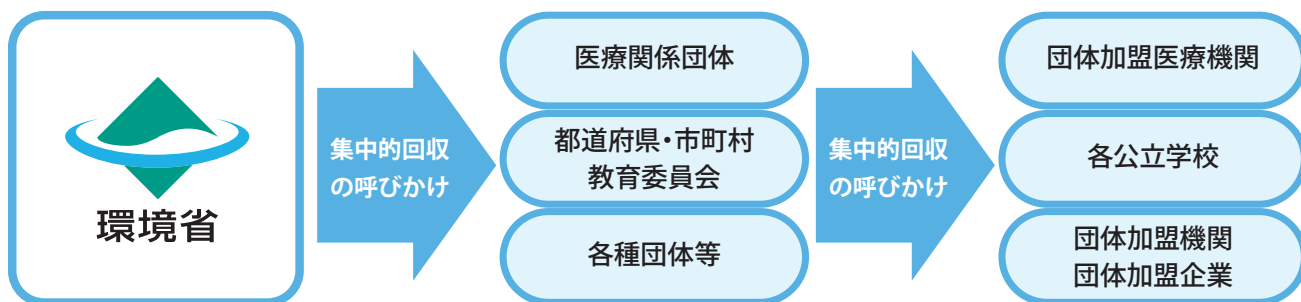 環境省
集中的回収
の呼びかけ
医療関係団体
都道府県・市町村
教育委員会
各種団体等
集中的回収
の呼びかけ
団体加盟医療機関
各公立学校
団体加盟機関
団体加盟企業